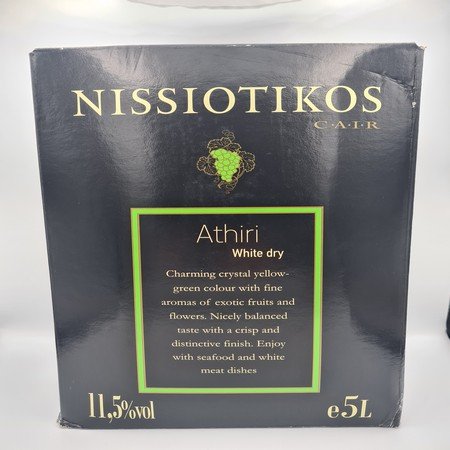 NISSIOTIKOS
C·A·I·R
Athiri
White dry
Charming crystal yellow-
green colour with fine
aromas of exotic fruits and
flowers. Nicely balanced
taste with a crisp and
distinctive finish. Enjoy
with seafood and white
meat dishes
11,5%vol
e5L